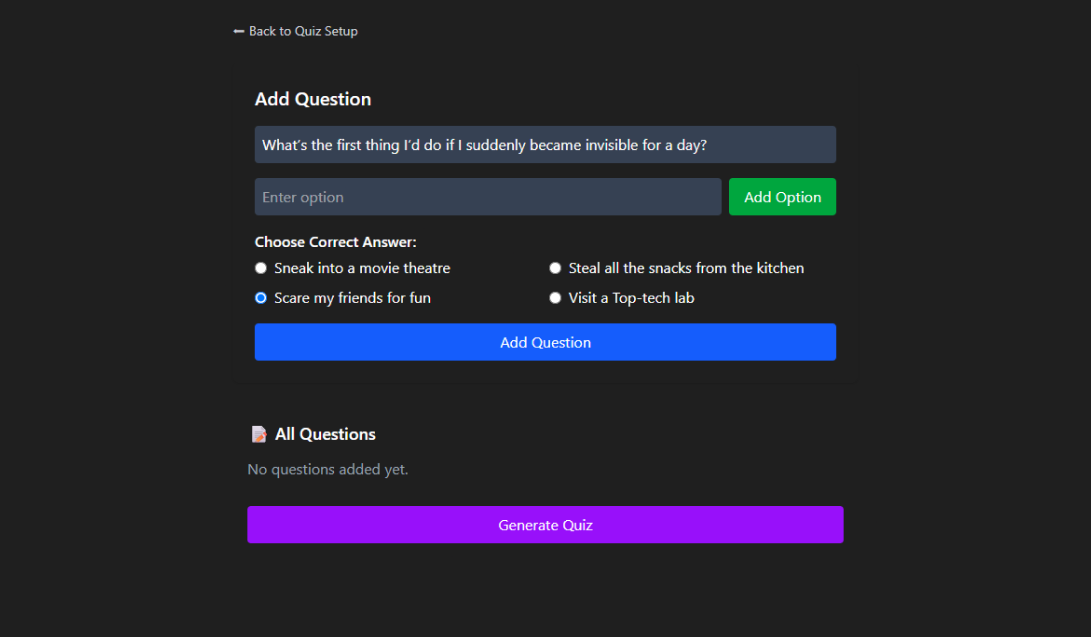 ⬅ Back to Quiz Setup
Add Question
What's the first thing I'd do if I suddenly became invisible for a day?
Enter option
Add Option
Choose Correct Answer:
Sneak into a movie theatre
Steal all the snacks from the kitchen
Scare my friends for fun
Visit a Top-tech lab
Add Question
📝 All Questions
No questions added yet.
Generate Quiz